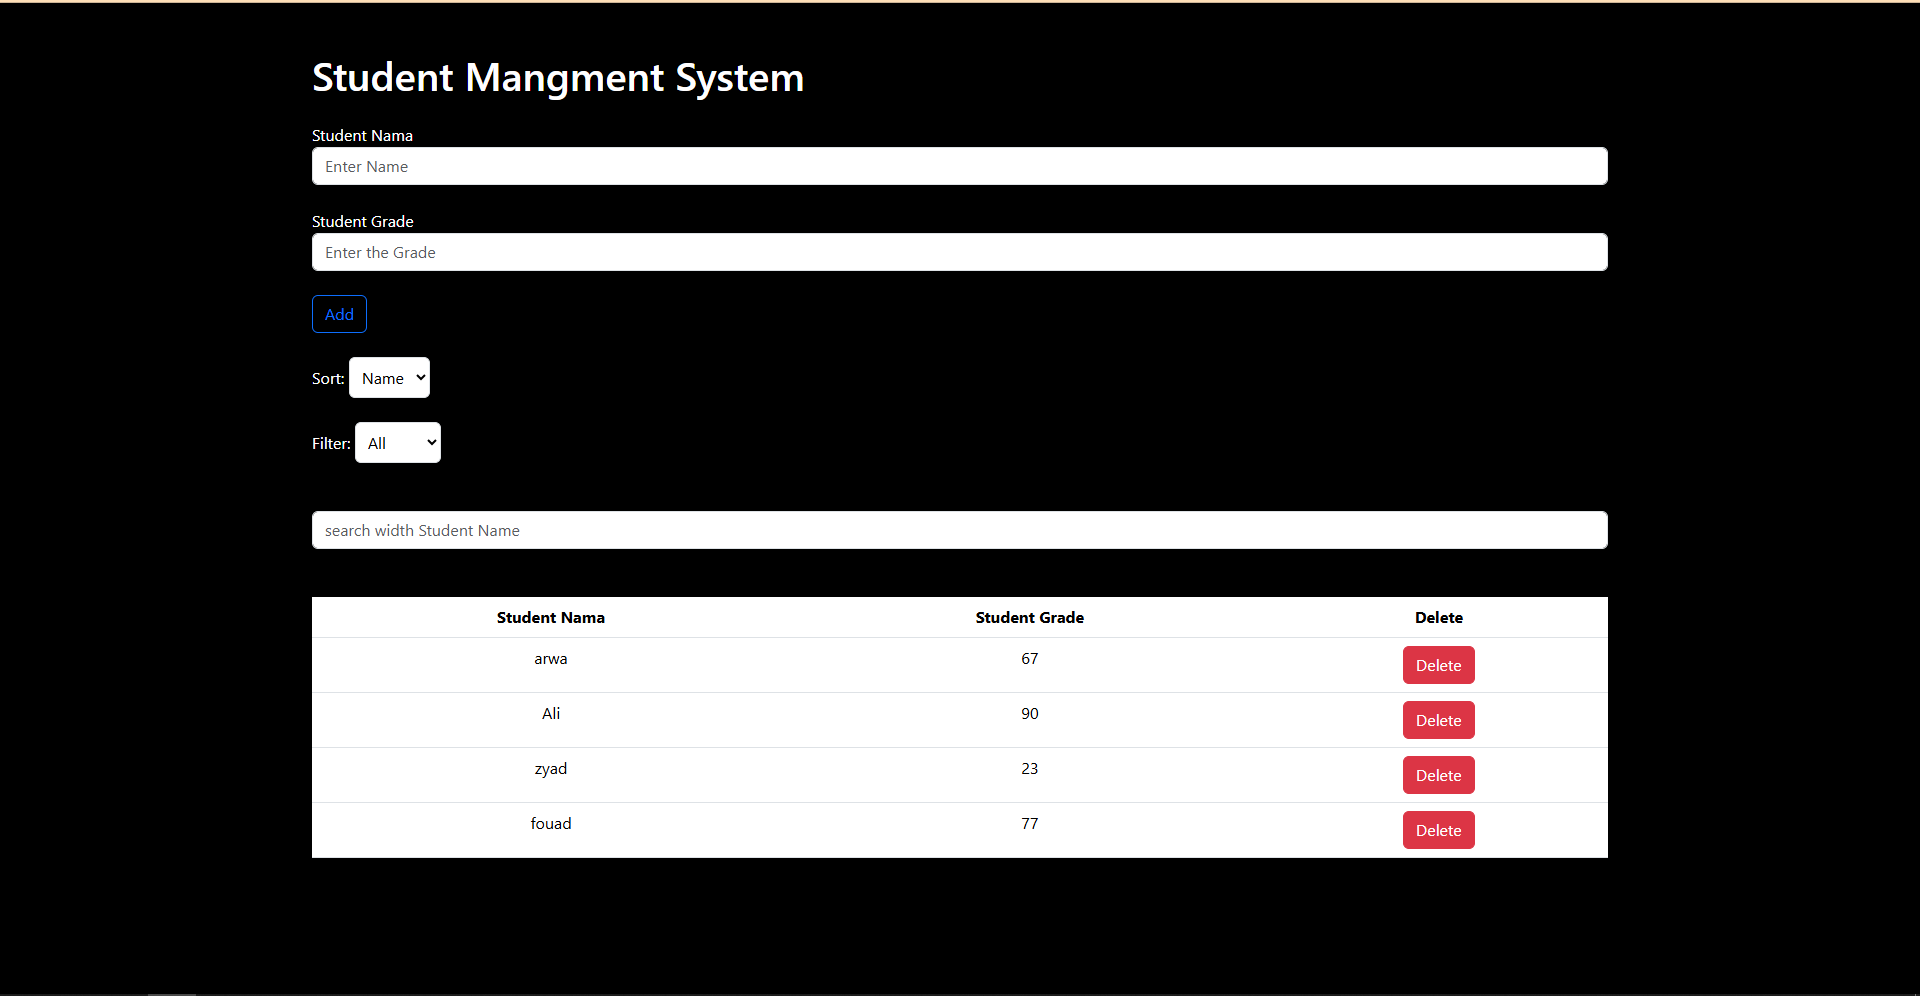 Student Mangment System
Student Nama
Enter Name
Student Grade
Enter the Grade
Add
Sort: Name
Filter: All
search width Student Name
Student Nama Student Grade Delete
arwa 67 Delete
Ali 90 Delete
zyad 23 Delete
fouad 77 Delete